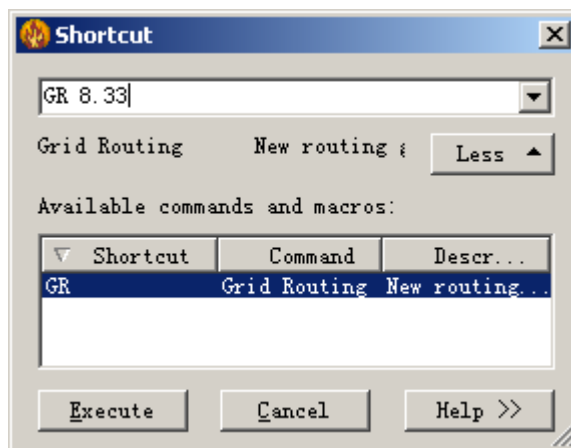 Shortcut
GR 8.33
Grid Routing New routing
Less
Available commands and macros:
Shortcut Command Descr...
GR Grid Routing New routing...
Execute Cancel Help >>